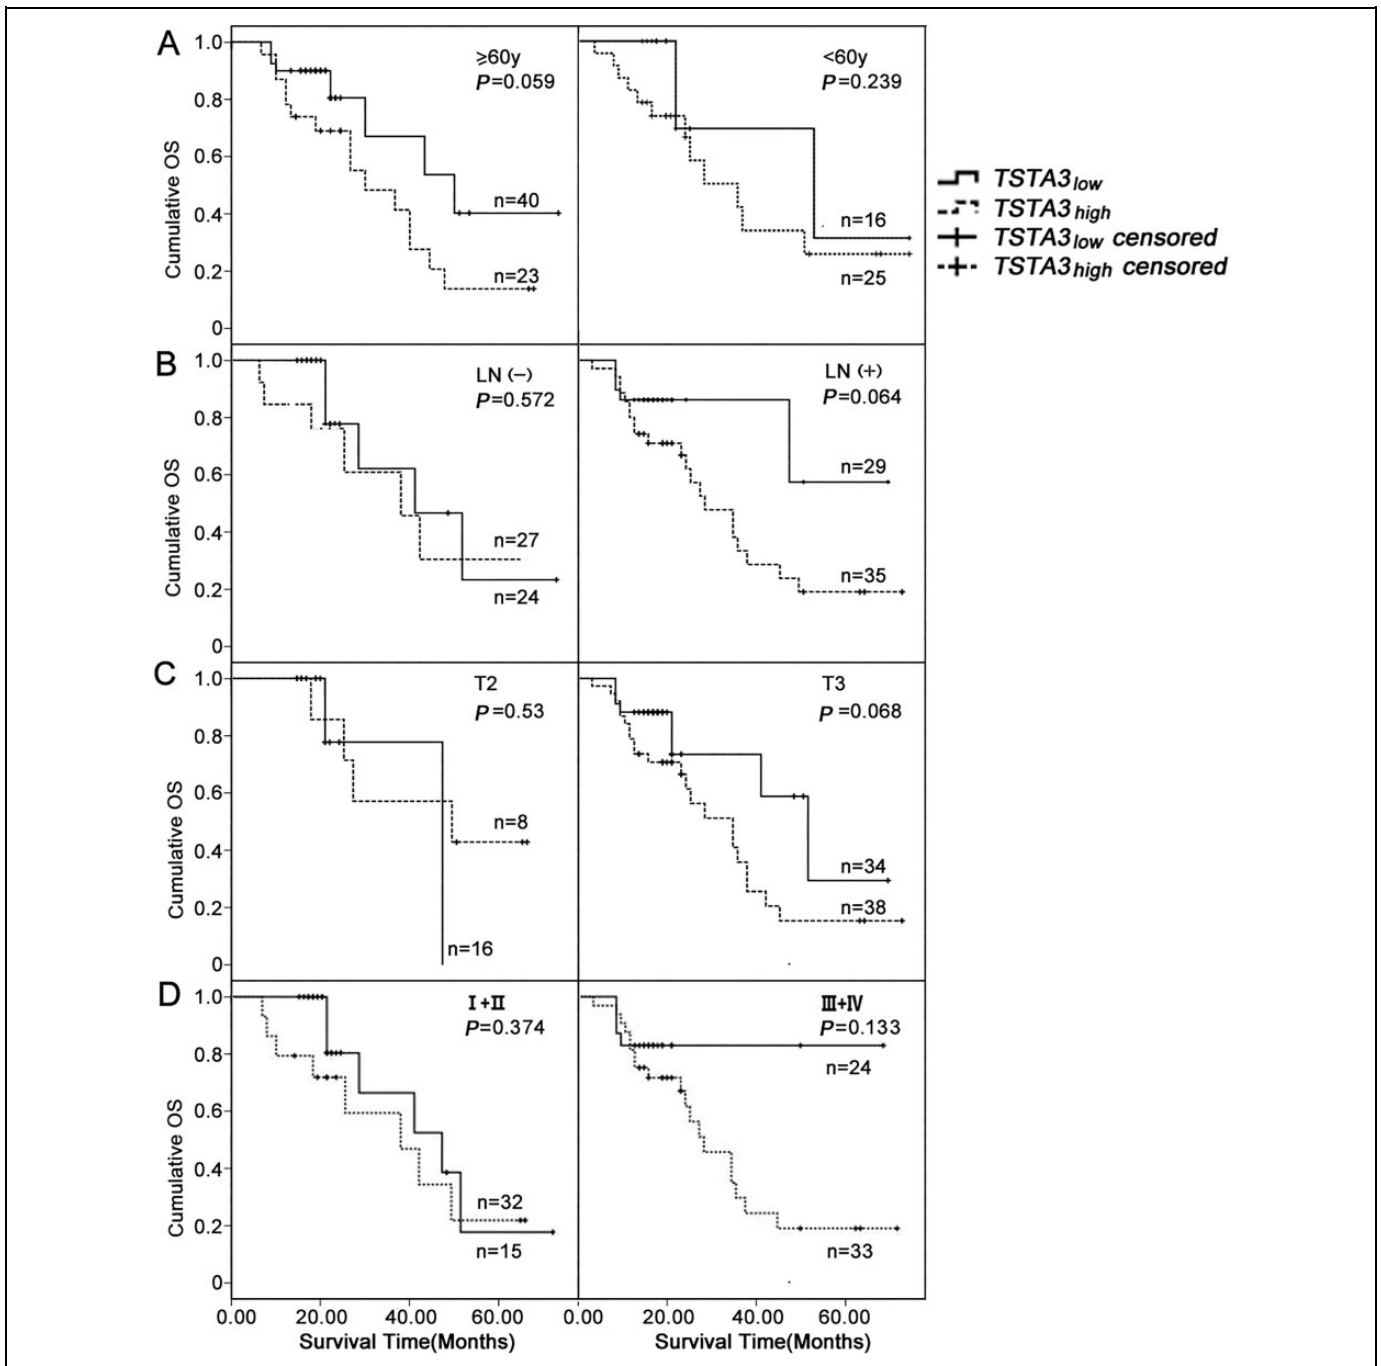 A
Cumulative OS
1.0
0.8
0.6
0.4
0.2
0
≥60y
P=0.059
n=40
n=23
<60y
P=0.239
n=16
n=25
TSTA3low
TSTA3high
TSTA3low censored
TSTA3high censored
B
Cumulative OS
1.0
0.8
0.6
0.4
0.2
0
LN (−)
P=0.572
n=27
n=24
LN (+)
P=0.064
n=29
n=35
C
Cumulative OS
1.0
0.8
0.6
0.4
0.2
0
T2
P=0.53
n=8
n=16
T3
P=0.068
n=34
n=38
D
Cumulative OS
1.0
0.8
0.6
0.4
0.2
0
Ⅰ+Ⅱ
P=0.374
n=32
n=15
Ⅲ+Ⅳ
P=0.133
n=24
n=33
0.00 20.00 40.00 60.00 0.00 20.00 40.00 60.00
Survival Time(Months) Survival Time(Months)